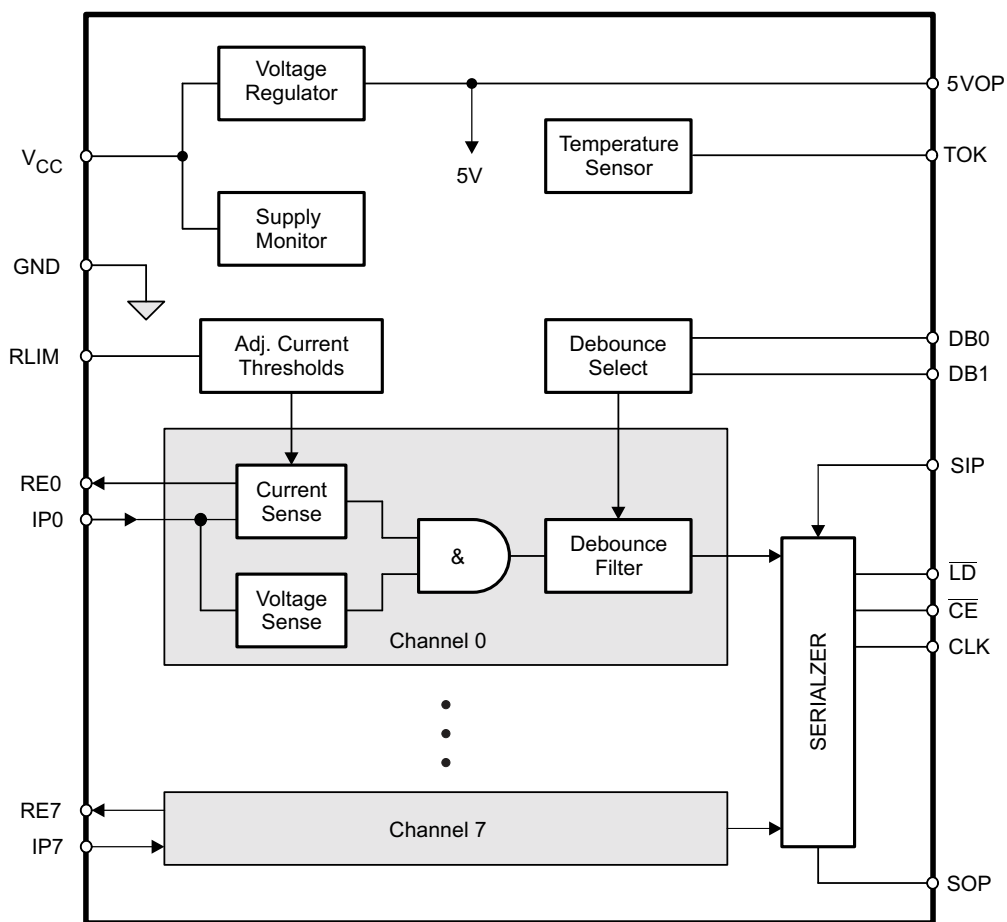 Voltage
Regulator
5VOP
V_CC
5V
Temperature
Sensor
TOK
Supply
Monitor
GND
RLIM
Adj. Current
Thresholds
Debounce
Select
DB0
DB1
RE0
IP0
Current
Sense
&
Debounce
Filter
Voltage
Sense
Channel 0
SIP
LD
CE
CLK
SERIALZER
RE7
IP7
Channel 7
SOP